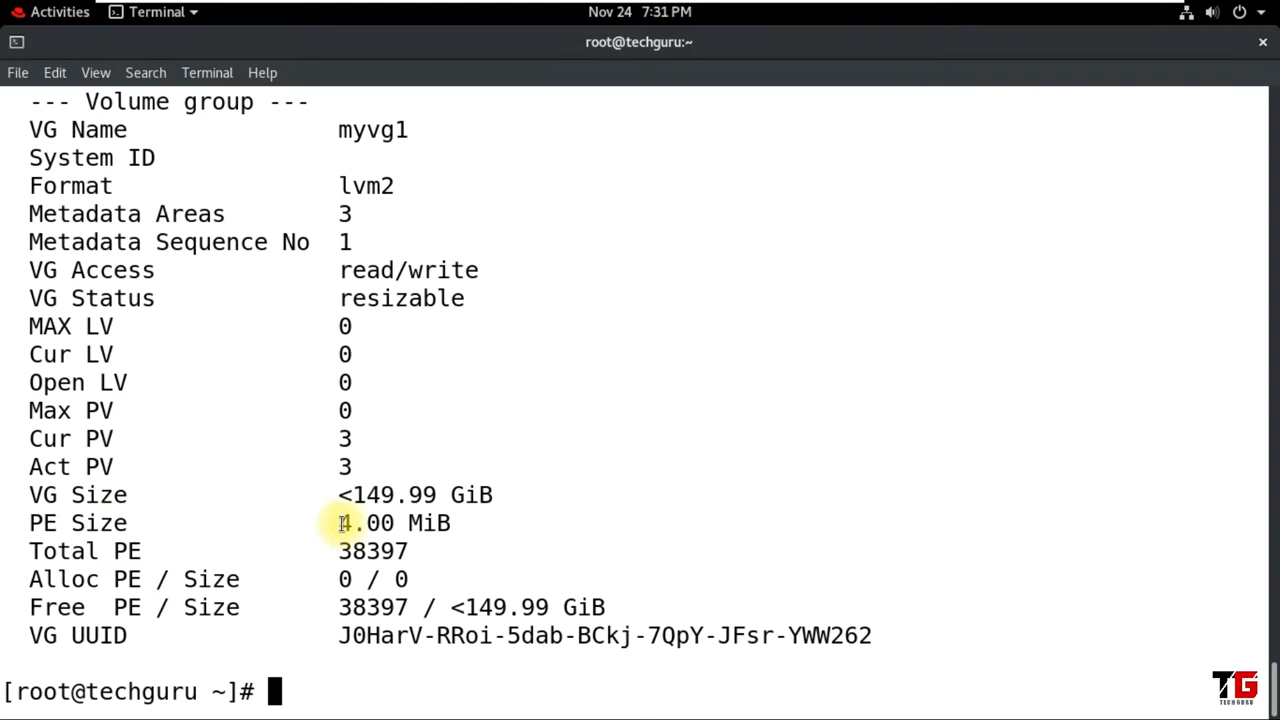 Activities Terminal Nov 24 7:31 PM
root@techguru:~
File Edit View Search Terminal Help
--- Volume group ---
VG Name myvg1
System ID
Format lvm2
Metadata Areas 3
Metadata Sequence No 1
VG Access read/write
VG Status resizable
MAX LV 0
Cur LV 0
Open LV 0
Max PV 0
Cur PV 3
Act PV 3
VG Size <149.99 GiB
PE Size 4.00 MiB
Total PE 38397
Alloc PE / Size 0 / 0
Free PE / Size 38397 / <149.99 GiB
VG UUID J0HarV-RRoi-5dab-BCkj-7QpY-JFsr-YWW262
[root@techguru ~]#
TG
TECH GURU